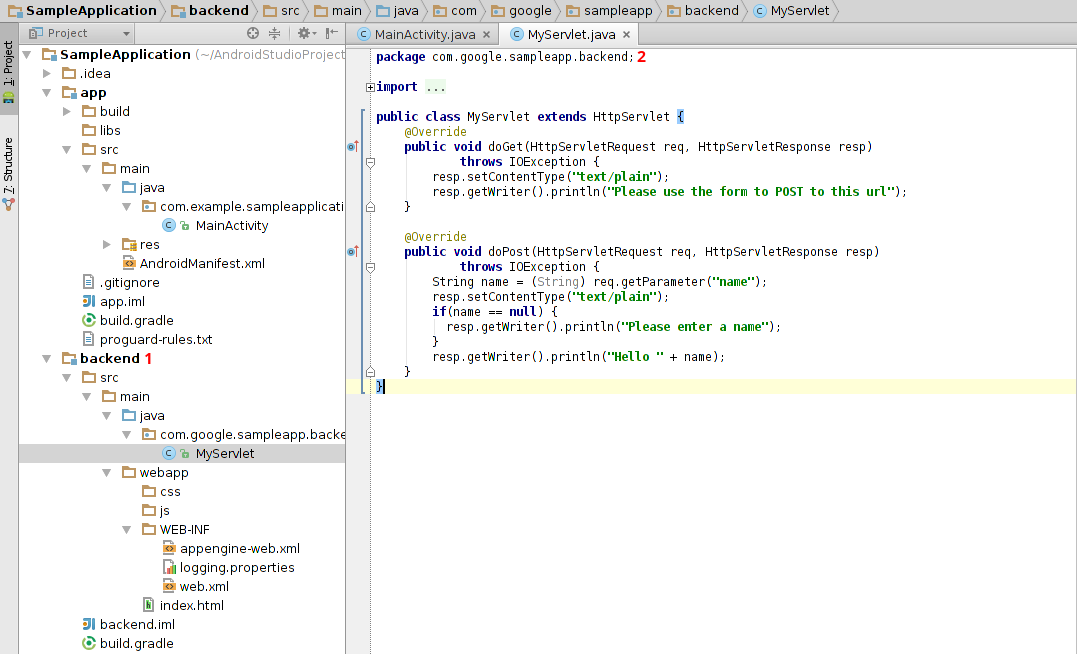 SampleApplication backend src main java com google sampleapp backend MyServlet
1: Project
7: Structure
Project
SampleApplication (~/AndroidStudioProject
.idea
app
build
libs
src
main
java
com.example.sampleapplicati
MainActivity
res
AndroidManifest.xml
.gitignore
app.iml
build.gradle
proguard-rules.txt
backend 1
src
main
java
com.google.sampleapp.backe
MyServlet
webapp
css
js
WEB-INF
appengine-web.xml
logging.properties
web.xml
index.html
backend.iml
build.gradle
MainActivity.java MyServlet.java
package com.google.sampleapp.backend; 2
import ...
public class MyServlet extends HttpServlet {
@Override
public void doGet(HttpServletRequest req, HttpServletResponse resp)
throws IOException {
resp.setContentType("text/plain");
resp.getWriter().println("Please use the form to POST to this url");
}
@Override
public void doPost(HttpServletRequest req, HttpServletResponse resp)
throws IOException {
String name = (String) req.getParameter("name");
resp.setContentType("text/plain");
if(name == null) {
resp.getWriter().println("Please enter a name");
}
resp.getWriter().println("Hello " + name);
}
}